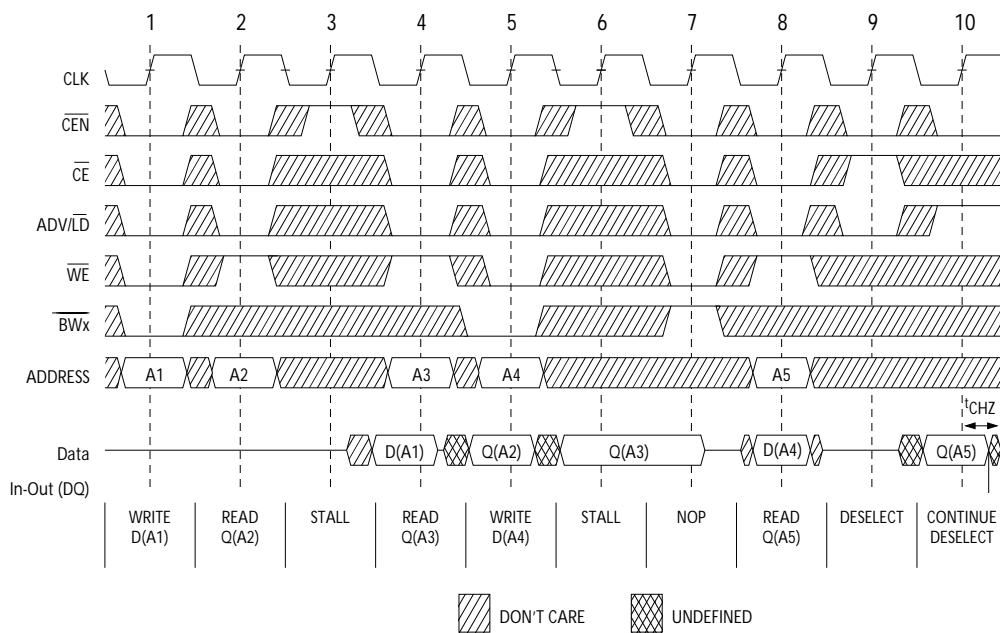 1 2 3 4 5 6 7 8 9 10
CLK
CEN
CE
ADV/LD
WE
BWx
ADDRESS A1 A2 A3 A4 A5
tCHZ
Data D(A1) Q(A2) Q(A3) D(A4) Q(A5)
In-Out (DQ)
WRITE READ STALL READ WRITE STALL NOP READ DESELECT CONTINUE
D(A1) Q(A2) Q(A3) D(A4) Q(A5) DESELECT
DON'T CARE UNDEFINED